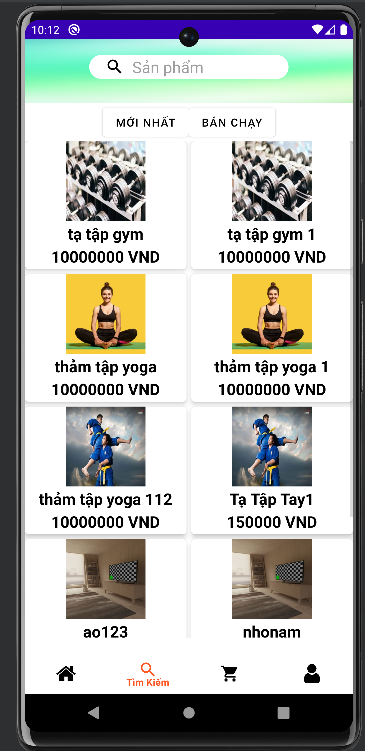 10:12
Sản phẩm
MỚI NHẤT BÁN CHẠY
tạ tập gym
10000000 VND
tạ tập gym 1
10000000 VND
thảm tập yoga
10000000 VND
thảm tập yoga 1
10000000 VND
thảm tập yoga 112
10000000 VND
Tạ Tập Tay1
150000 VND
ao123
nhonam
Tìm Kiếm